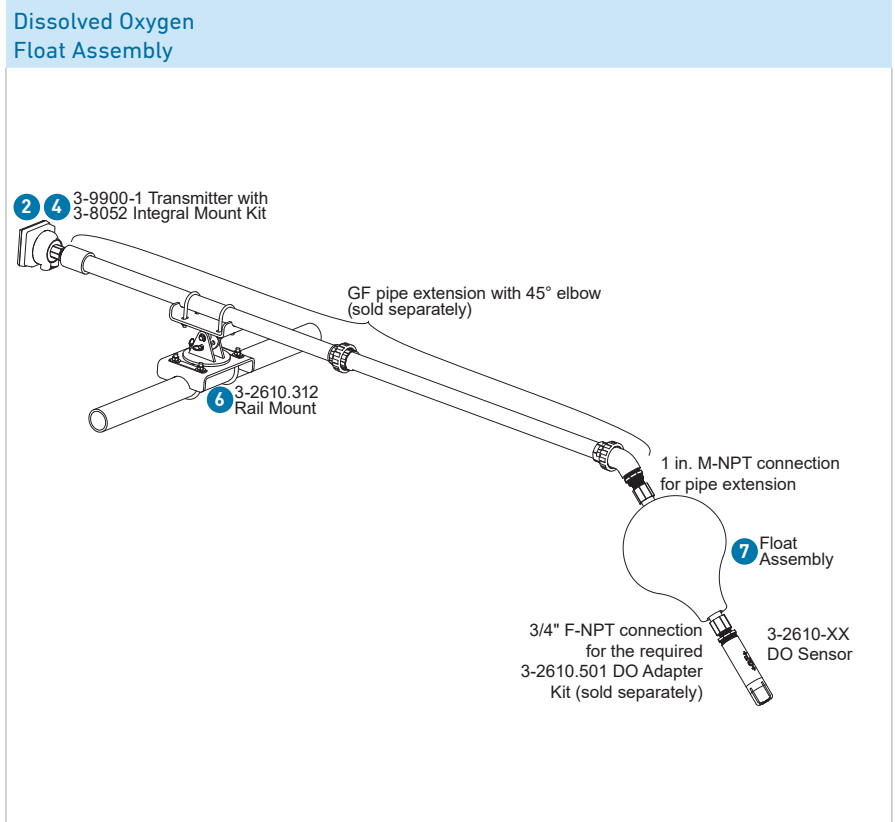 Dissolved Oxygen
Float Assembly
2 4 3-9900-1 Transmitter with
3-8052 Integral Mount Kit
GF pipe extension with 45° elbow
(sold separately)
6 3-2610.312
Rail Mount
1 in. M-NPT connection
for pipe extension
7 Float
Assembly
3/4" F-NPT connection
for the required
3-2610.501 DO Adapter
Kit (sold separately)
3-2610-XX
DO Sensor